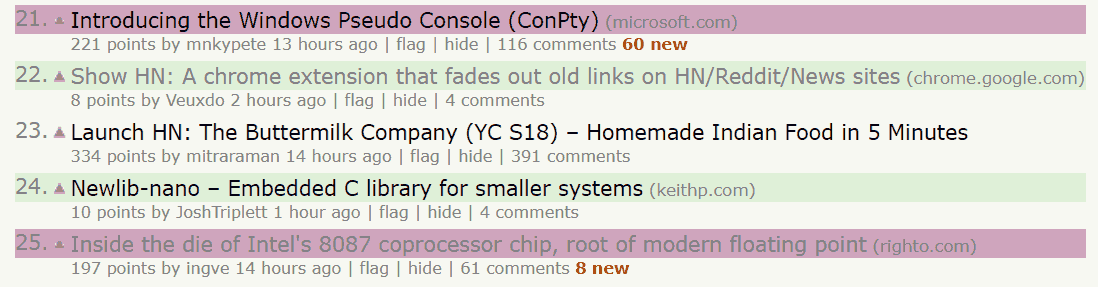 21. Introducing the Windows Pseudo Console (ConPty) (microsoft.com)
221 points by mnkypete 13 hours ago | flag | hide | 116 comments 60 new
22. Show HN: A chrome extension that fades out old links on HN/Reddit/News sites (chrome.google.com)
8 points by Veuxdo 2 hours ago | flag | hide | 4 comments
23. Launch HN: The Buttermilk Company (YC S18) – Homemade Indian Food in 5 Minutes
334 points by mitraraman 14 hours ago | flag | hide | 391 comments
24. Newlib-nano – Embedded C library for smaller systems (keithp.com)
10 points by JoshTriplett 1 hour ago | flag | hide | 4 comments
25. Inside the die of Intel's 8087 coprocessor chip, root of modern floating point (righto.com)
197 points by ingve 14 hours ago | flag | hide | 61 comments 8 new